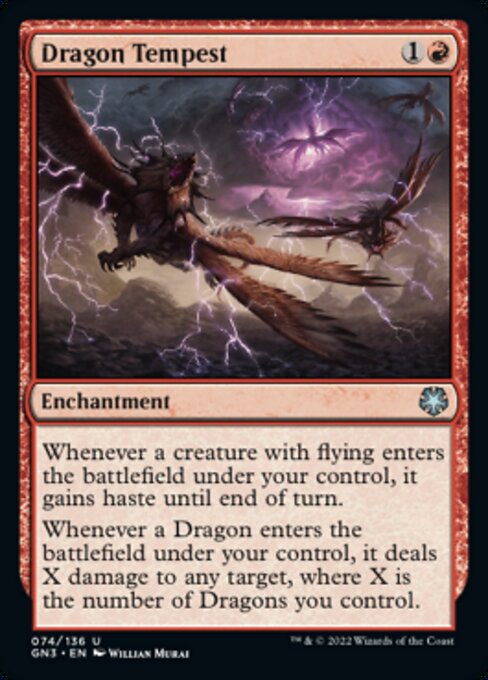 Dragon Tempest 1
Enchantment
Whenever a creature with flying enters
the battlefield under your control, it
gains haste until end of turn.
Whenever a Dragon enters the
battlefield under your control, it deals
X damage to any target, where X is
the number of Dragons you control.
074/136 U
GN3 • EN Willian Murai
™ & © 2022 Wizards of the Coast